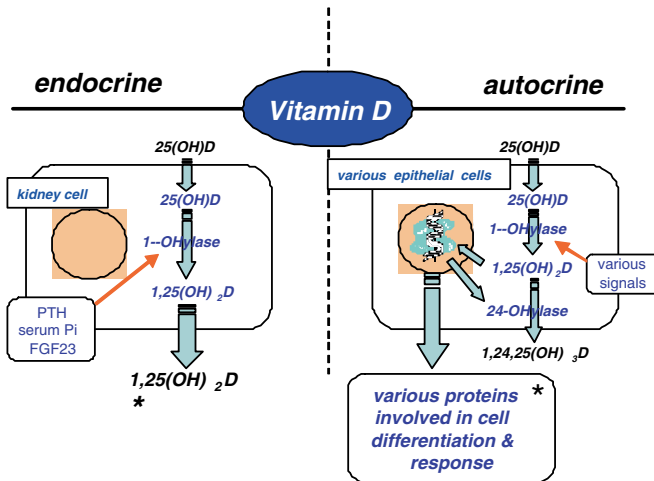 endocrine
autocrine
Vitamin D
25(OH)D
kidney cell
25(OH)D
1--OHylase
1,25(OH) 2D
PTH
serum Pi
FGF23
1,25(OH) 2D
*
25(OH)D
various epithelial cells
25(OH)D
1--OHylase
1,25(OH) 2D
various
signals
24-OHylase
1,24,25(OH) 3D
various proteins *
involved in cell
differentiation &
response